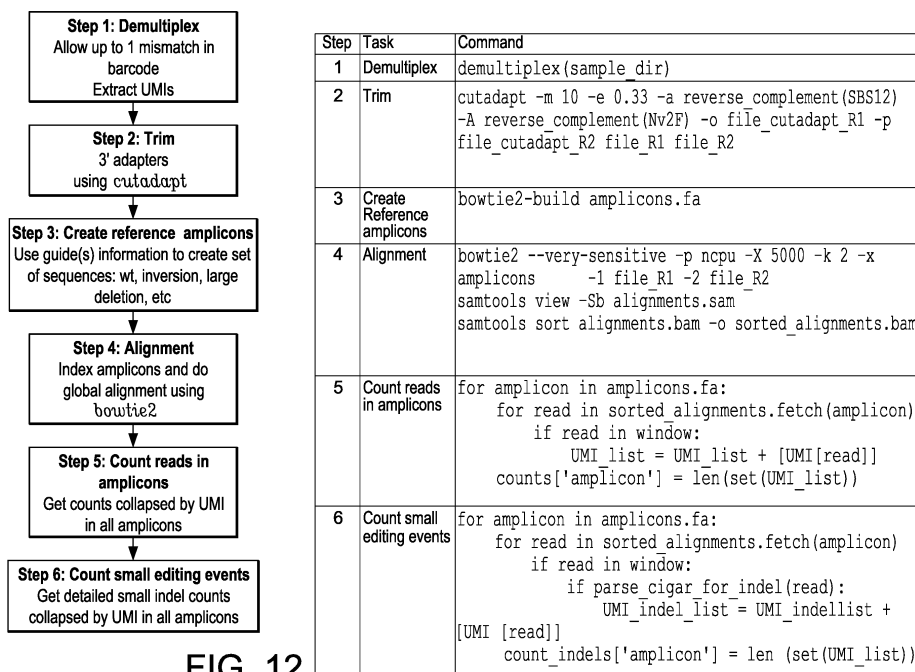 Step 1: Demultiplex
Allow up to 1 mismatch in
barcode
Extract UMIs
Step 2: Trim
3' adapters
using cutadapt
Step 3: Create reference amplicons
Use guide(s) information to create set
of sequences: wt, inversion, large
deletion, etc
Step 4: Alignment
Index amplicons and do
global alignment using
bowtie2
Step 5: Count reads in
amplicons
Get counts collapsed by UMI
in all amplicons
Step 6: Count small editing events
Get detailed small indel counts
collapsed by UMI in all amplicons
FIG. 12
Step Task Command
1 Demultiplex demultiplex(sample_dir)
2 Trim cutadapt -m 10 -e 0.33 -a reverse_complement(SBS12)
-A reverse_complement(Nv2F) -o file_cutadapt_R1 -p
file_cutadapt_R2 file_R1 file_R2
3 Create bowtie2-build amplicons.fa
Reference
amplicons
4 Alignment bowtie2 --very-sensitive -p ncpu -X 5000 -k 2 -x
amplicons -1 file_R1 -2 file_R2
samtools view -Sb alignments.sam
samtools sort alignments.bam -o sorted_alignments.bam
5 Count reads for amplicon in amplicons.fa:
in amplicons for read in sorted_alignments.fetch(amplicon)
if read in window:
UMI_list = UMI_list + [UMI[read]]
counts['amplicon'] = len(set(UMI_list))
6 Count small for amplicon in amplicons.fa:
editing events for read in sorted_alignments.fetch(amplicon)
if read in window:
if parse_cigar_for_indel(read):
UMI_indel_list = UMI_indellist +
[UMI [read]]
count_indels['amplicon'] = len (set(UMI_list))